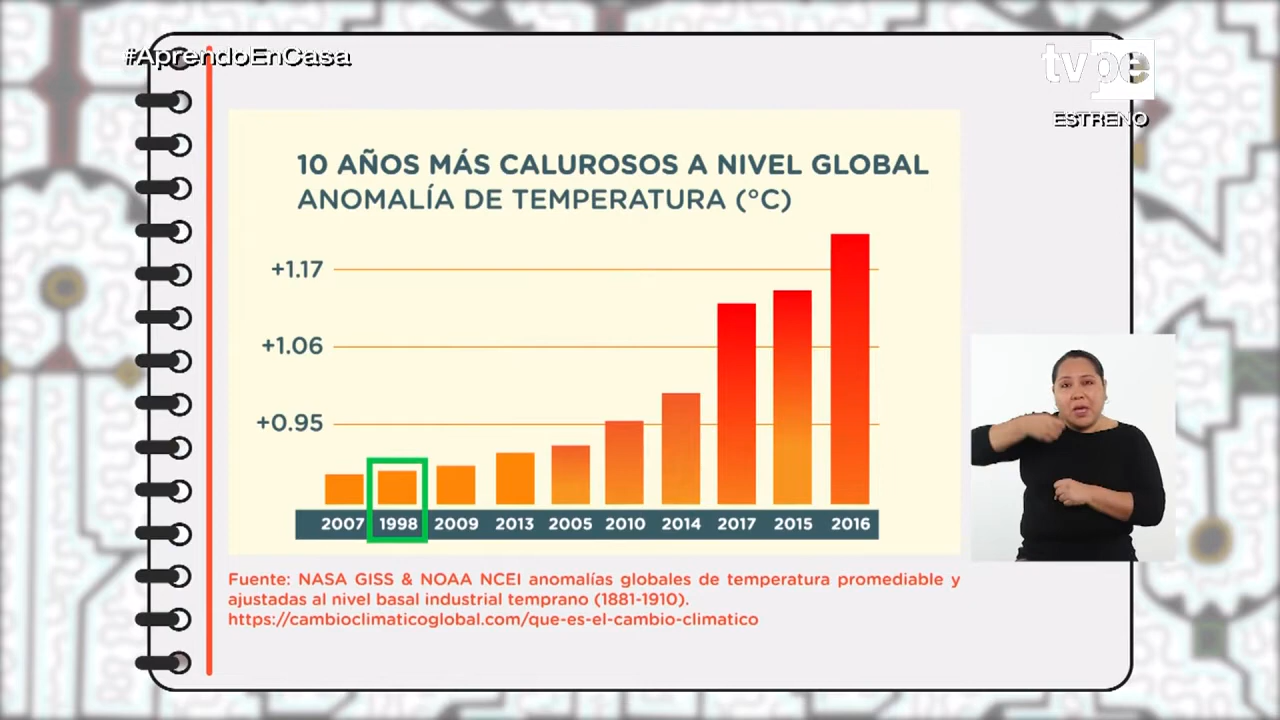 #AprendoEnCasa
tvpe
ESTRENO
10 AÑOS MÁS CALUROSOS A NIVEL GLOBAL
ANOMALÍA DE TEMPERATURA (°C)
+1.17
+1.06
+0.95
2007 1998 2009 2013 2005 2010 2014 2017 2015 2016
Fuente: NASA GISS & NOAA NCEI anomalías globales de temperatura promediable y
ajustadas al nivel basal industrial temprano (1881-1910).
https://cambioclimaticoglobal.com/que-es-el-cambio-climatico